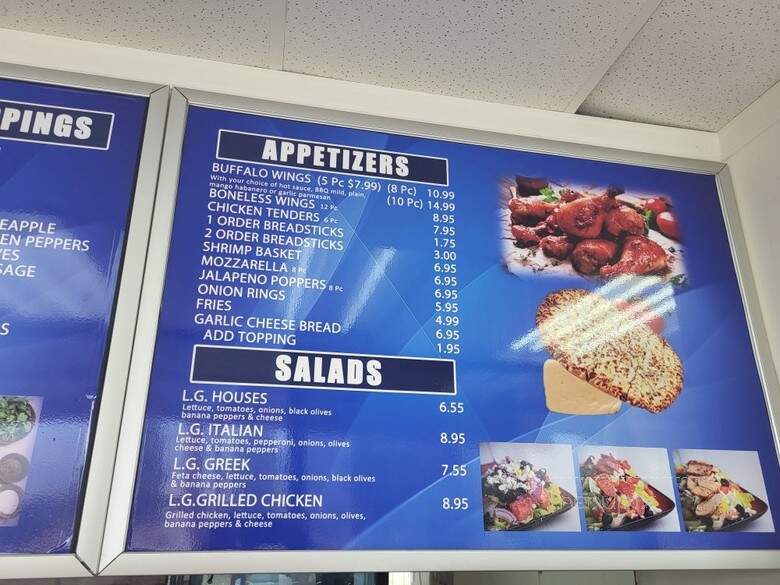 PPINGS
EAPPLE
EN PEPPERS
VES
SAGE
S
APPETIZERS
BUFFALO WINGS (5 Pc $7.99) (8 Pc) 10.99
With your choice of hot sauce, BBQ mild, plain,
mango habanero or garlic parmesan (10 Pc) 14.99
BONELESS WINGS 12 Pc 8.95
CHICKEN TENDERS 6 Pc 7.95
1 ORDER BREADSTICKS 1.75
2 ORDER BREADSTICKS 3.00
SHRIMP BASKET 6.95
MOZZARELLA 8 Pc 6.95
JALAPENO POPPERS 8 Pc 6.95
ONION RINGS 5.95
FRIES 4.99
GARLIC CHEESE BREAD 6.95
ADD TOPPING 1.95
SALADS
L.G. HOUSES 6.55
Lettuce, tomatoes, onions, black olives
banana peppers & cheese
L.G. ITALIAN 8.95
Lettuce, tomatoes, pepperoni, onions, olives
cheese & banana peppers
L.G. GREEK 7.55
Feta cheese, lettuce, tomatoes, onions, black olives
& banana peppers
L.G.GRILLED CHICKEN 8.95
Grilled chicken, lettuce, tomatoes, onions, olives,
banana peppers & cheese